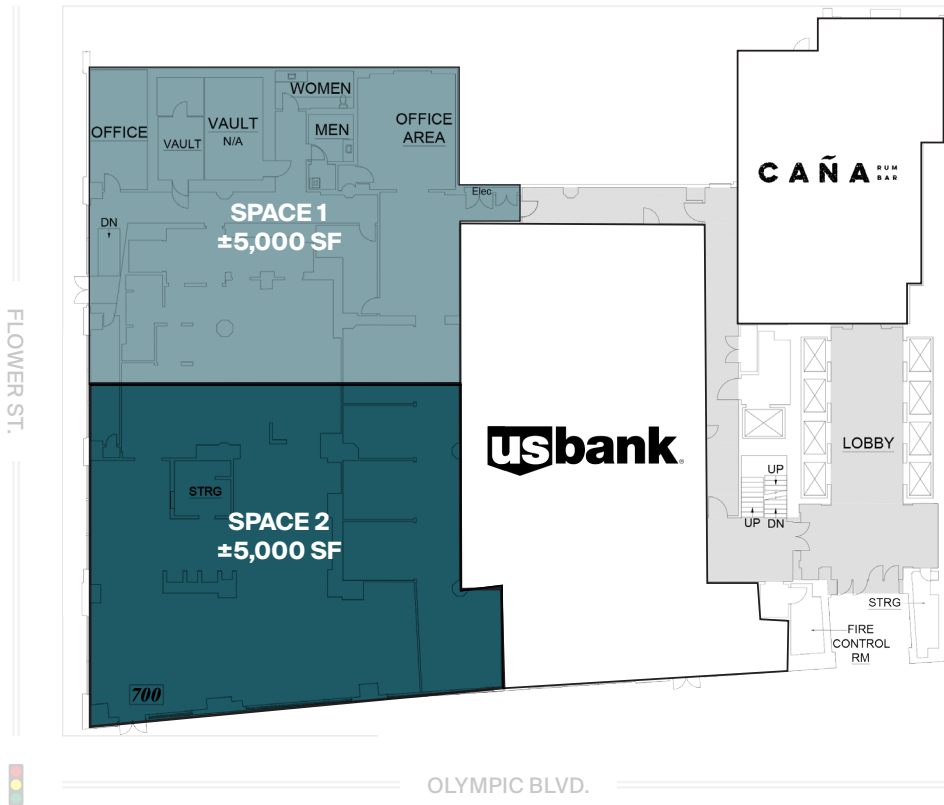 CAÑA RUM
BAR
WOMEN
OFFICE
VAULT
N/A
VAULT
MEN
OFFICE
AREA
Elec
DN
SPACE 1
±5,000 SF
FLOWER ST.
usbank®
LOBBY
UP
UP
DN
STRG
SPACE 2
±5,000 SF
STRG
FIRE
CONTROL
RM
700
OLYMPIC BLVD.